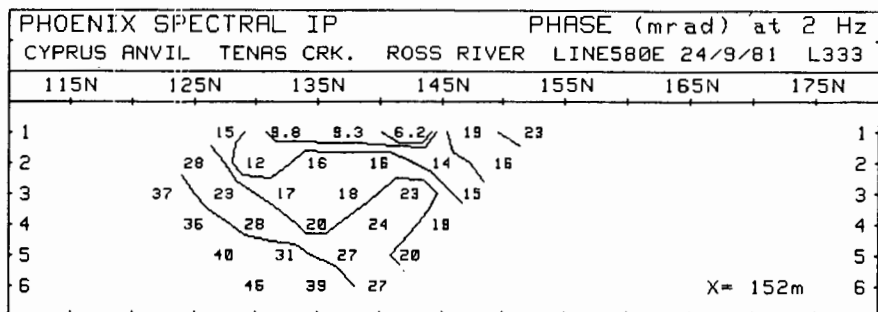 PHOENIX SPECTRAL IP PHASE (mrad) at 2 Hz
CYPRUS ANVIL TENAS CRK. ROSS RIVER LINE580E 24/9/81 L333
115N 125N 135N 145N 155N 165N 175N
1 15 9.8 9.3 6.2 19 23 1
2 28 12 16 16 14 16 2
3 37 23 17 18 23 15 3
4 36 28 20 24 19 4
5 40 31 27 20 5
6 46 39 27 X= 152m 6